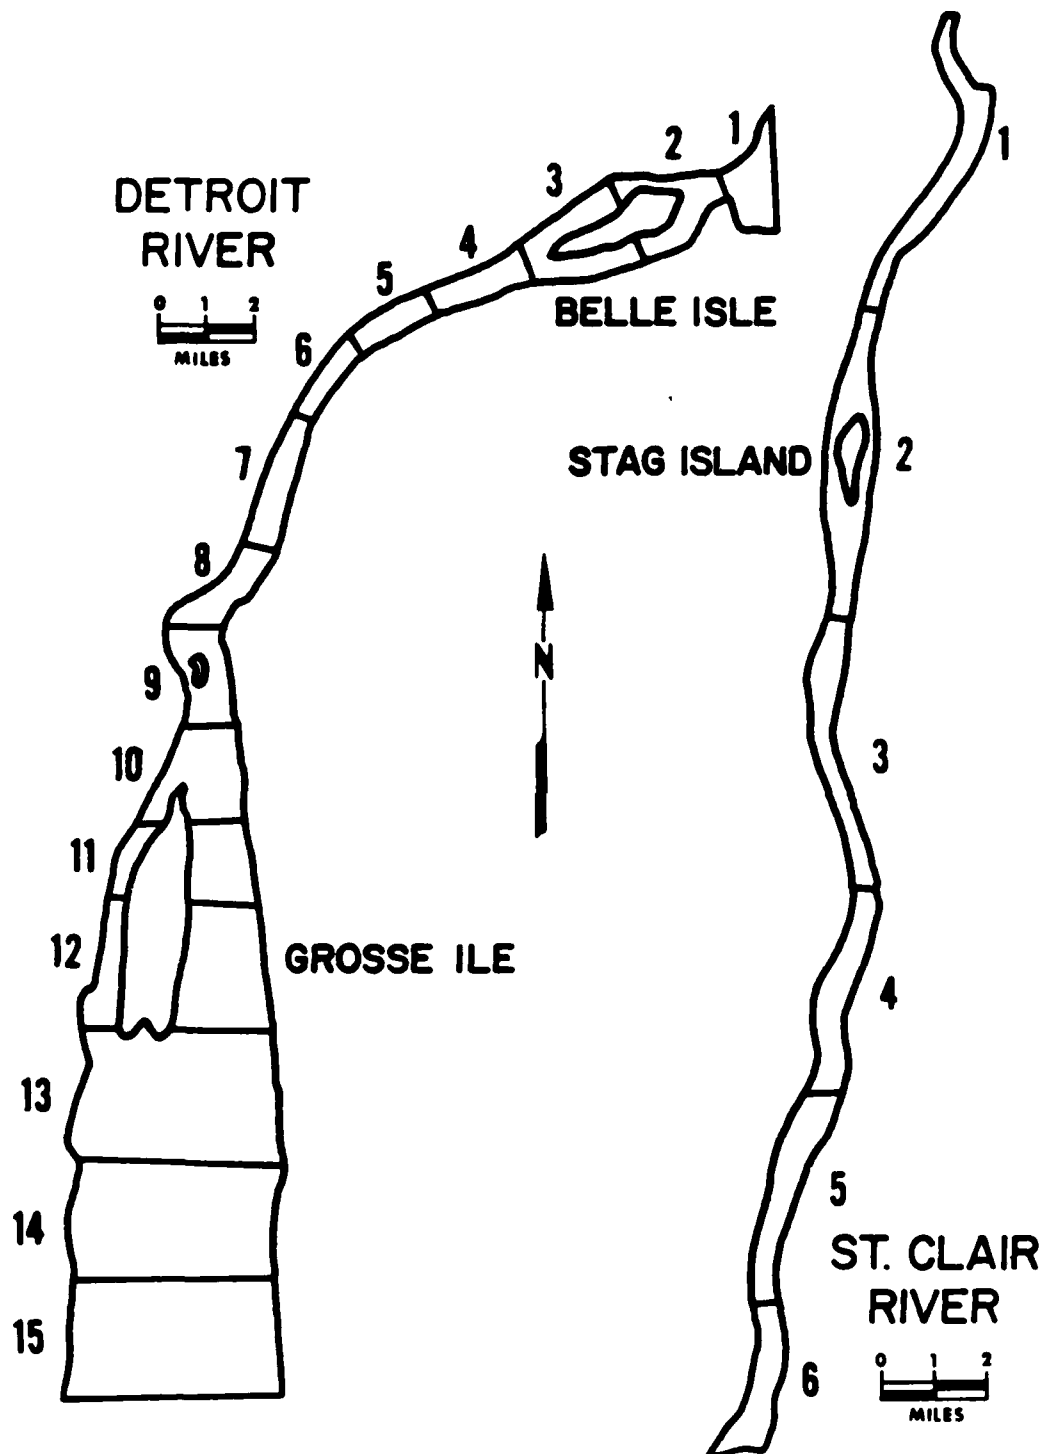 DETROIT
RIVER
0 1 2
MILES
1
2
3
4
5
6
7
8
9
10
11
12
13
14
15
BELLE ISLE
GROSSE ILE
N
1
STAG ISLAND
2
3
4
5
6
ST. CLAIR
RIVER
0 1 2
MILES